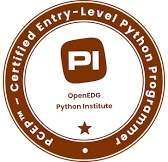 PCEP™ – Certified Entry-Level Python Programmer
PI
OpenEDG
Python Institute